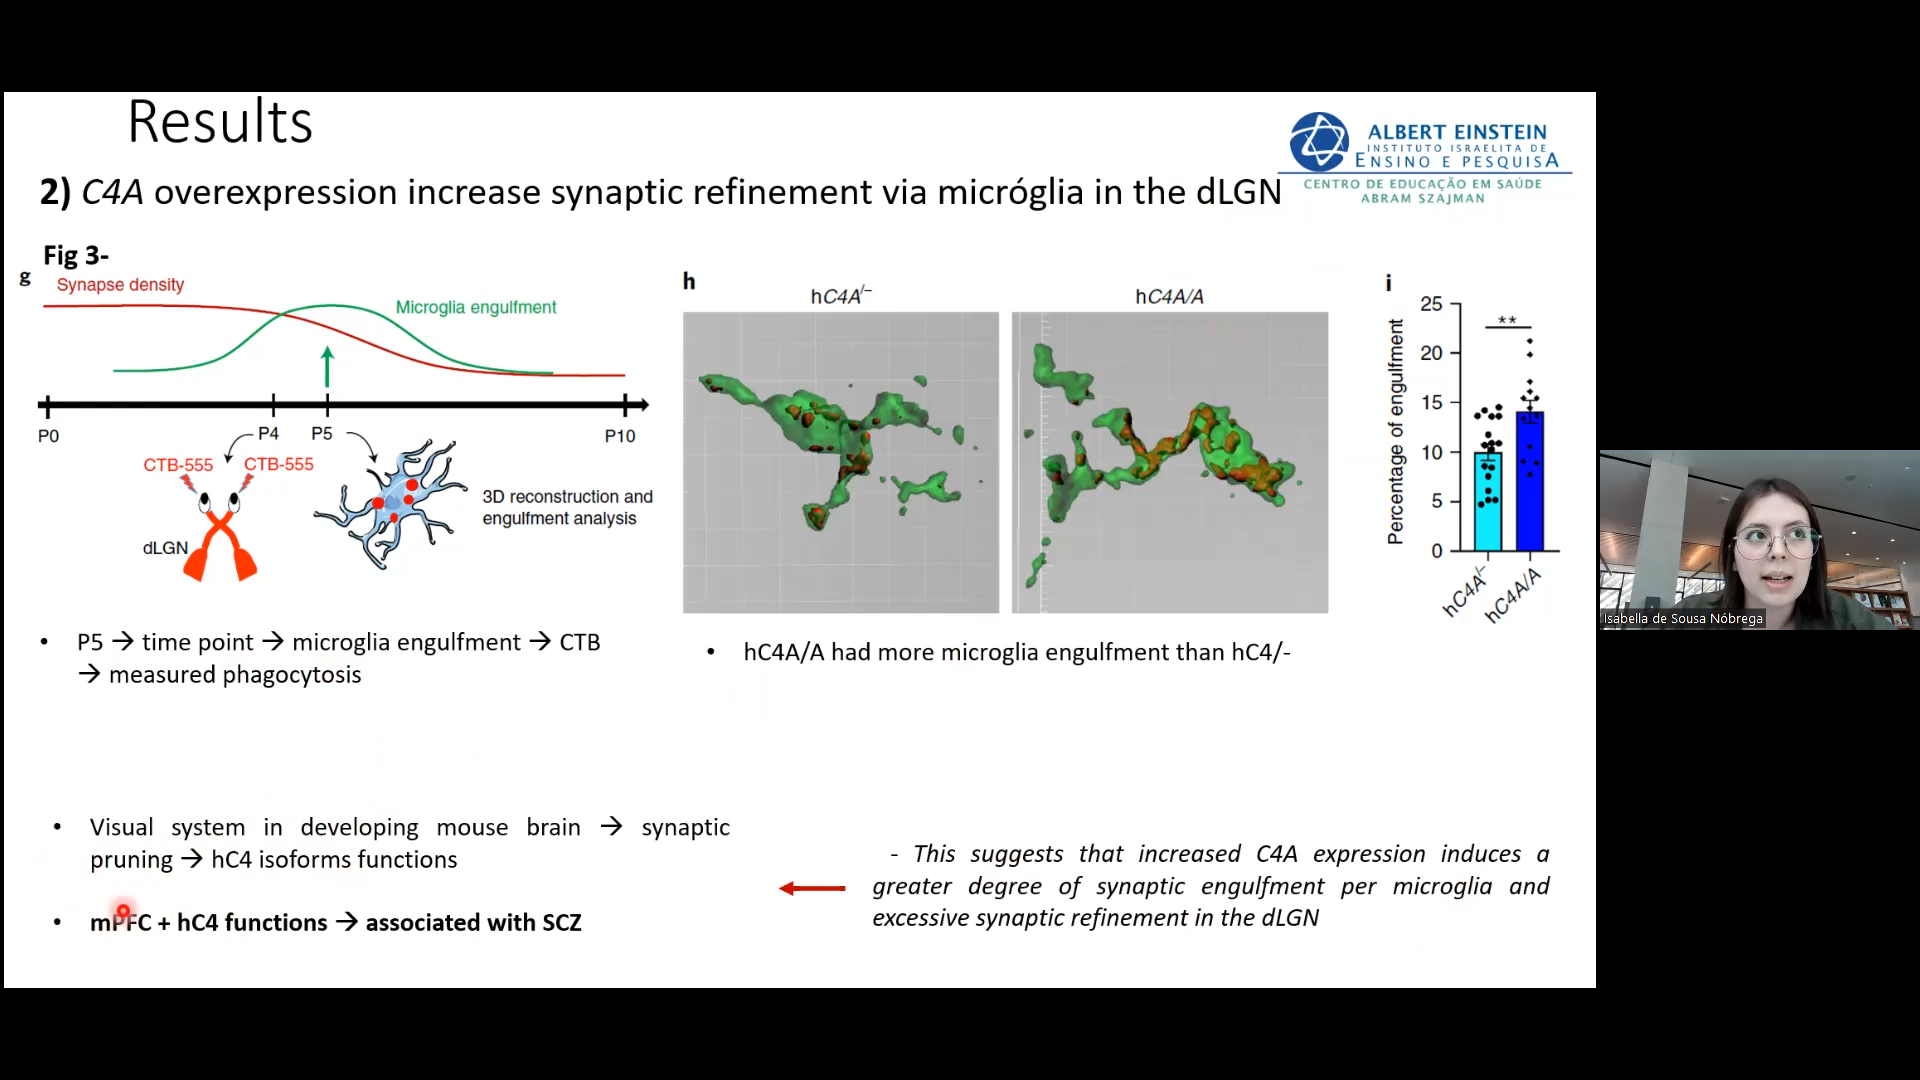 Results
ALBERT EINSTEIN
INSTITUTO ISRAELITA DE
ENSINO E PESQUISA
CENTRO DE EDUCAÇÃO EM SAÚDE
ABRAM SZAJMAN
2) C4A overexpression increase synaptic refinement via micróglia in the dLGN
Fig 3-
g
Synapse density
Microglia engulfment
P0
P4
P5
P10
CTB-555
CTB-555
dLGN
3D reconstruction and
engulfment analysis
h
hC4A/–
hC4A/A
i
Percentage of engulfment
25
20
15
10
5
0
**
hC4A/–
hC4A/A
• P5 → time point → microglia engulfment → CTB
→ measured phagocytosis
• hC4A/A had more microglia engulfment than hC4/-
• Visual system in developing mouse brain → synaptic
pruning → hC4 isoforms functions
• mPFC + hC4 functions → associated with SCZ
- This suggests that increased C4A expression induces a
greater degree of synaptic engulfment per microglia and
excessive synaptic refinement in the dLGN
Isabella de Sousa Nóbrega